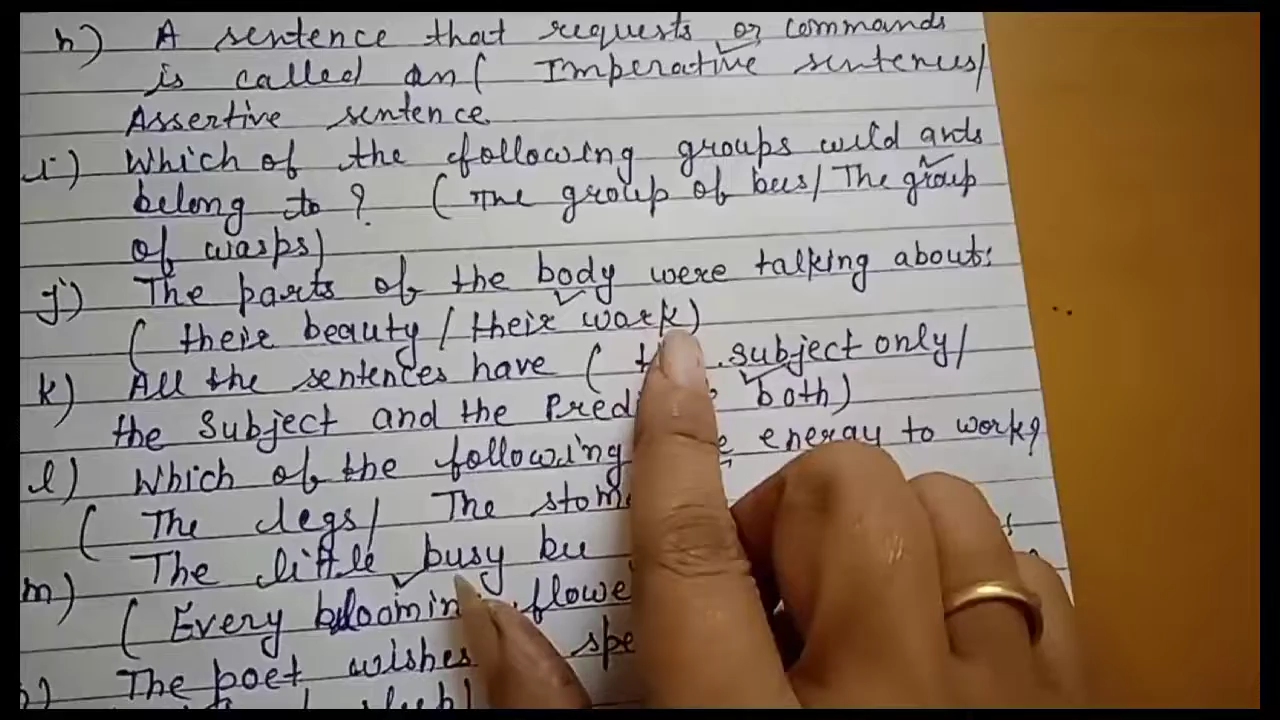 h) A sentence that requests or commands
is called an ( Imperative sentences/
Assertive sentence
i) Which of the following groups wild ants
belong to ? ( The group of bees/ The group
of wasps)
j) The parts of the body were talking about:
( their beauty / their work)
k) All the sentences have ( subject only/
the Subject and the both)
l) Which of the following energy to work?
( The legs/ The
m) The little busy bee
( Every blooming
The poet wishes